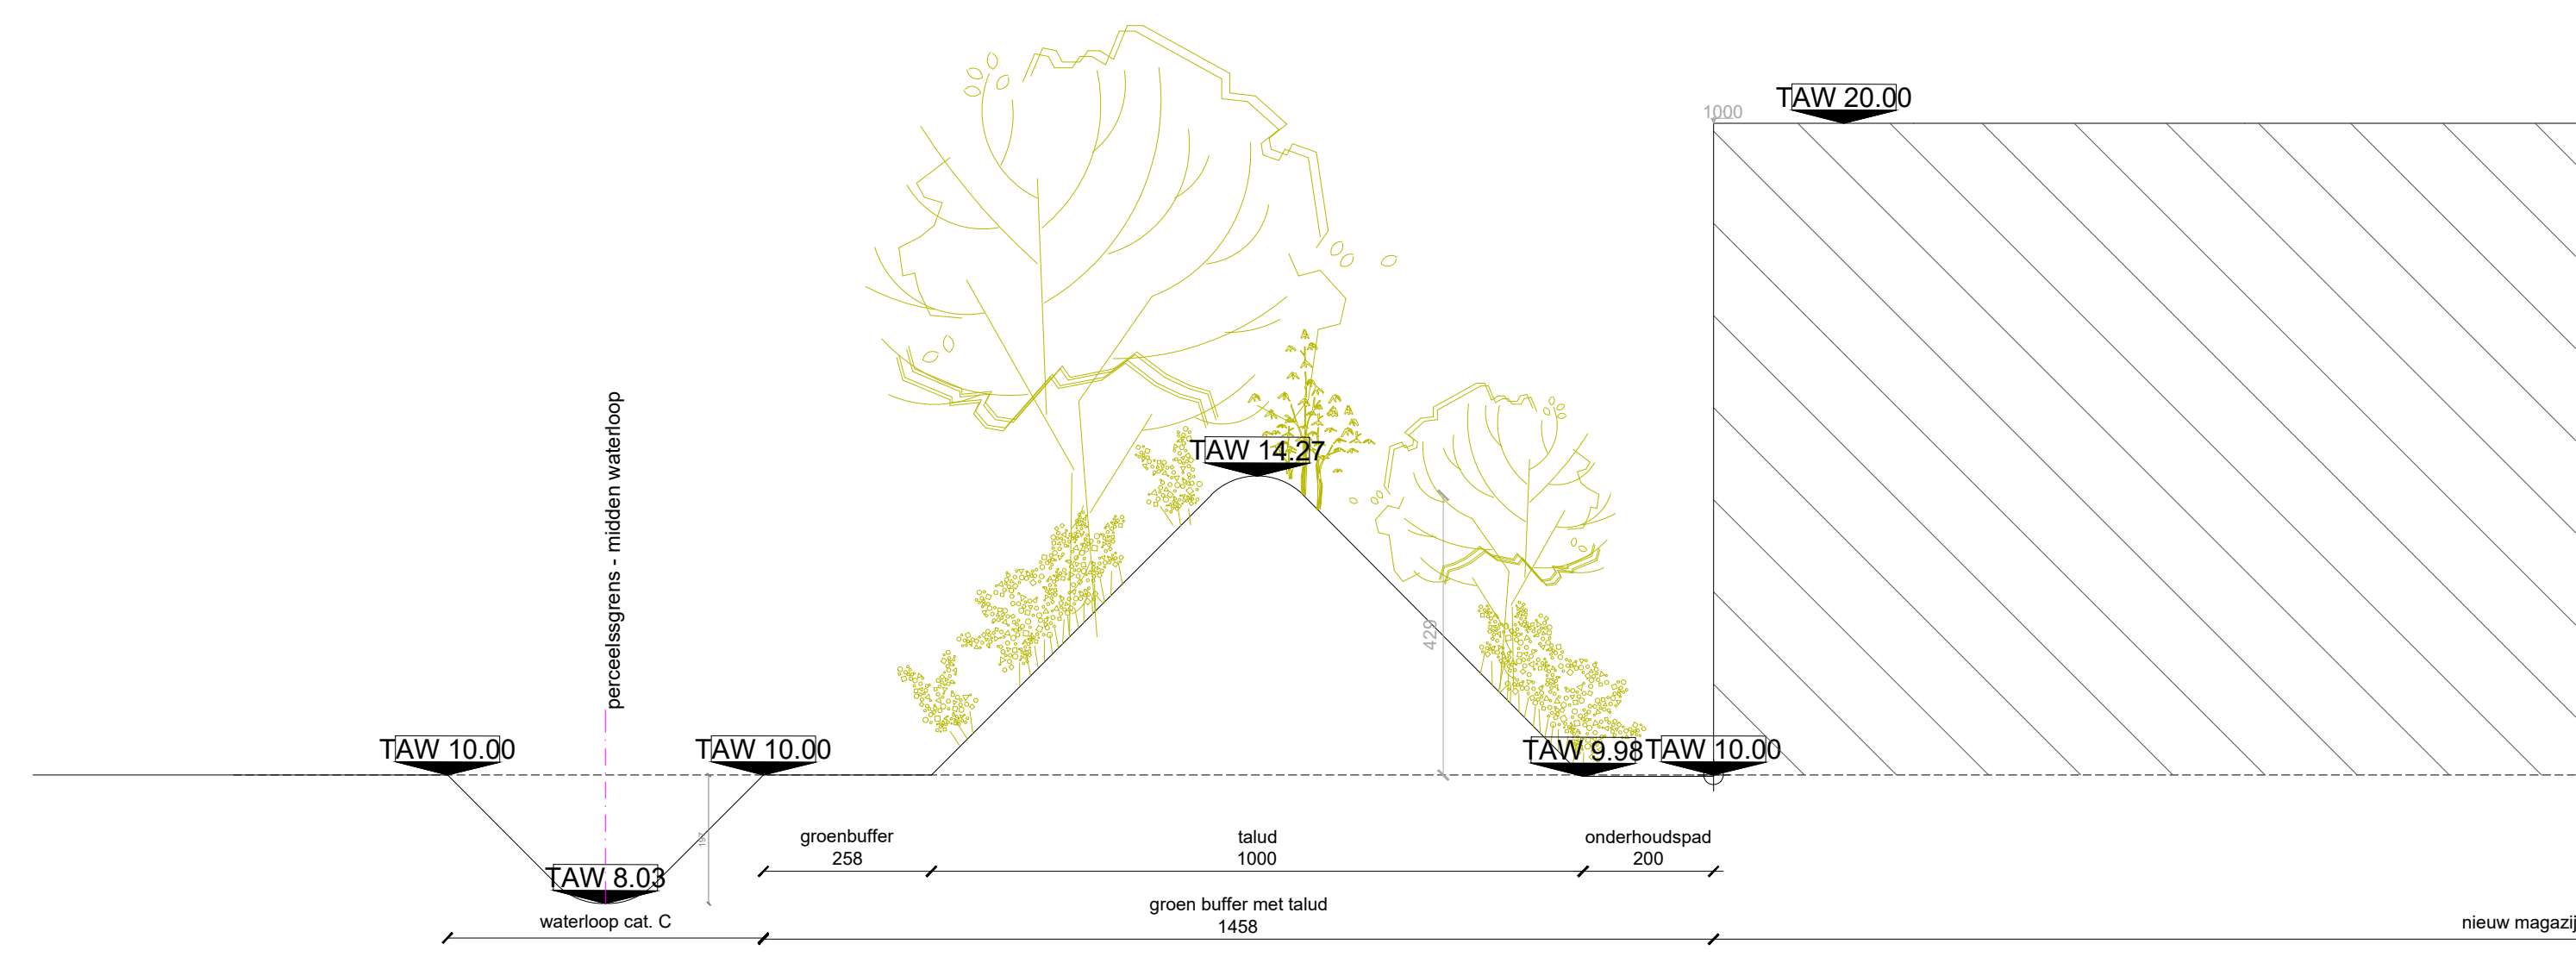 TAW 20.00
1000
perceelssgrens - midden waterloop
TAW 14.27
429
TAW 10.00
TAW 10.00
TAW 9.98
TAW 10.00
197
groenbuffer
258
talud
1000
onderhoudspad
200
TAW 8.03
waterloop cat. C
groen buffer met talud
1458
nieuw magazij